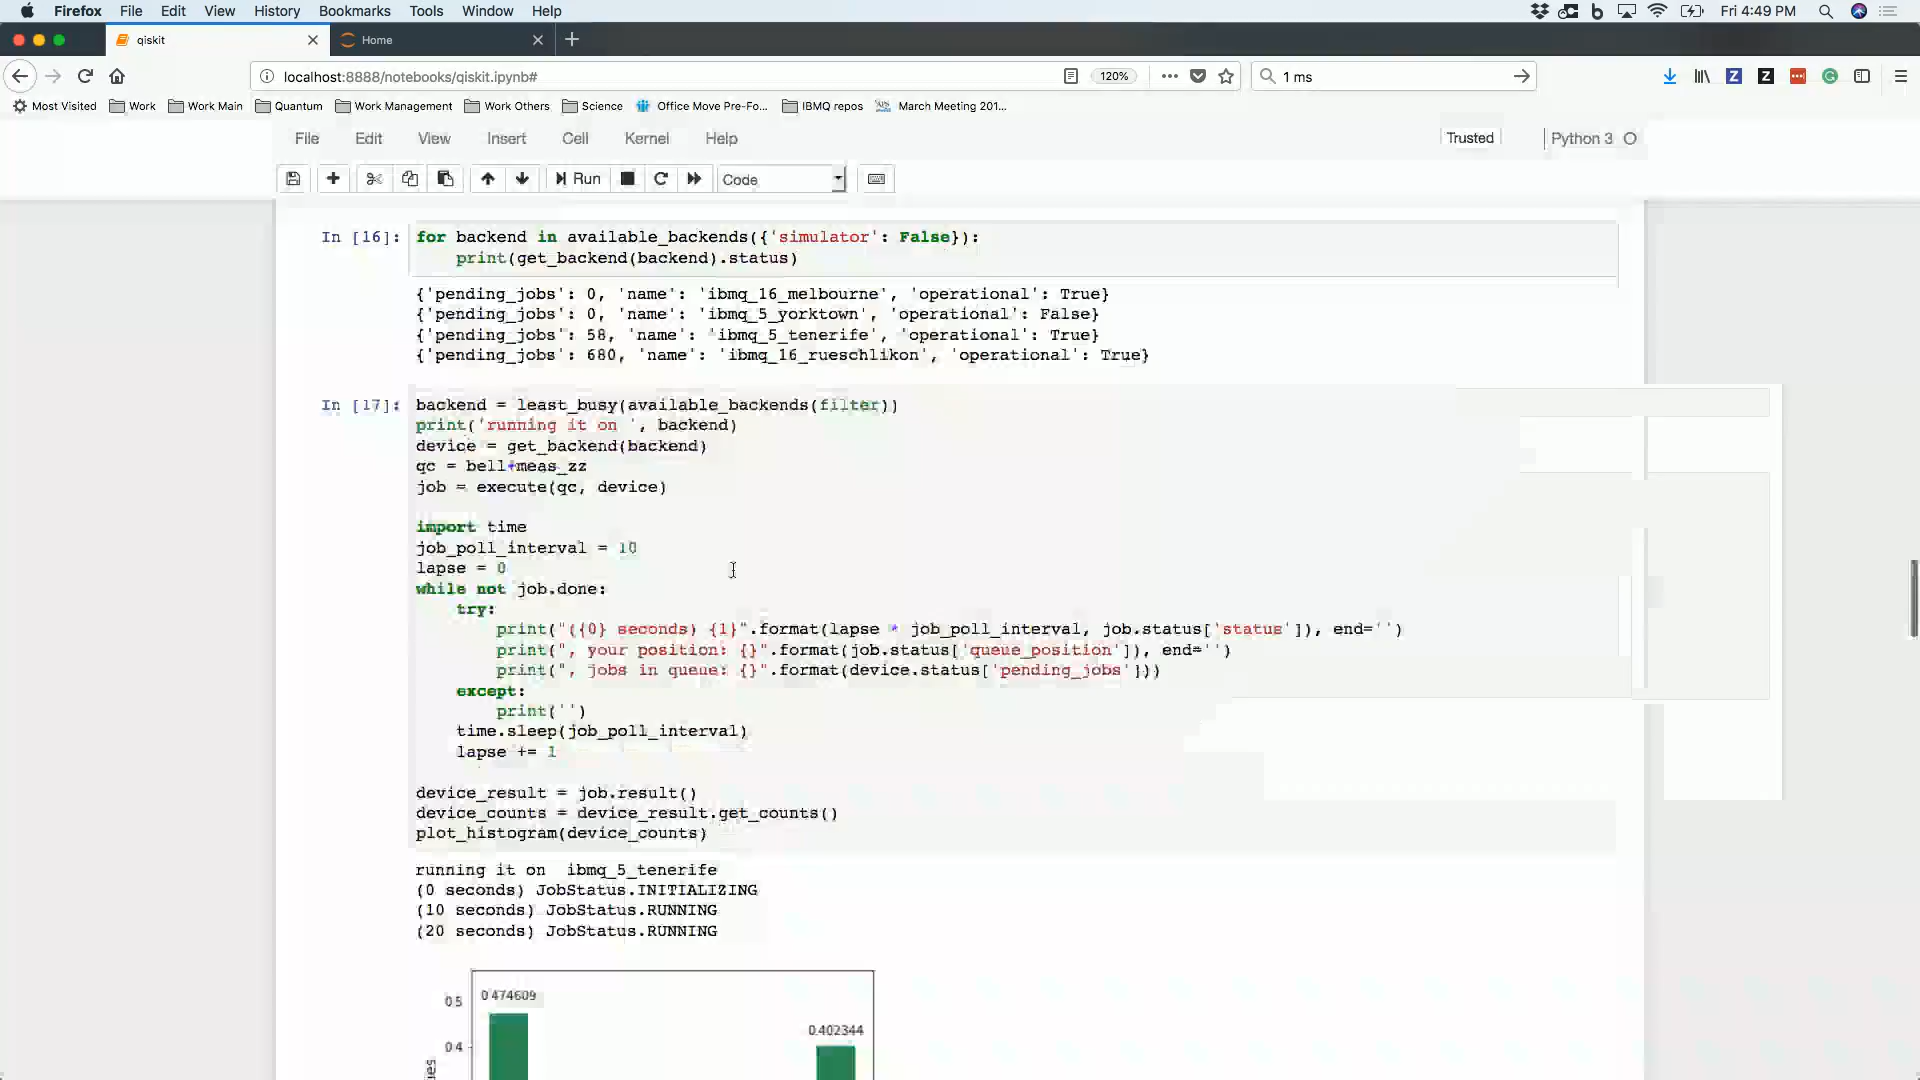 Firefox File Edit View History Bookmarks Tools Window Help Fri 4:49 PM
qiskit Home
localhost:8888/notebooks/qiskit.ipynb# 120% 1 ms
Most Visited Work Work Main Quantum Work Management Work Others Science Office Move Pre-Fo... IBMQ repos March Meeting 201...
File Edit View Insert Cell Kernel Help Trusted Python 3
Run Code
In [16]: for backend in available_backends({'simulator': False}):
    print(get_backend(backend).status)
{'pending_jobs': 0, 'name': 'ibmq_16_melbourne', 'operational': True}
{'pending_jobs': 0, 'name': 'ibmq_5_yorktown', 'operational': False}
{'pending_jobs': 58, 'name': 'ibmq_5_tenerife', 'operational': True}
{'pending_jobs': 680, 'name': 'ibmq_16_rueschlikon', 'operational': True}
In [17]: backend = least_busy(available_backends(filter))
print('running it on ', backend)
device = get_backend(backend)
qc = bell+meas_zz
job = execute(qc, device)
import time
job_poll_interval = 10
lapse = 0
while not job.done:
    try:
        print("({0} seconds) {1}".format(lapse * job_poll_interval, job.status['status']), end='')
        print(", your position: {}".format(job.status['queue_position']), end='')
        print(", jobs in queue: {}".format(device.status['pending_jobs']))
    except:
        print('')
    time.sleep(job_poll_interval)
    lapse += 1
device_result = job.result()
device_counts = device_result.get_counts()
plot_histogram(device_counts)
running it on  ibmq_5_tenerife
(0 seconds) JobStatus.INITIALIZING
(10 seconds) JobStatus.RUNNING
(20 seconds) JobStatus.RUNNING
0.5 0.474609
0.402344
0.4